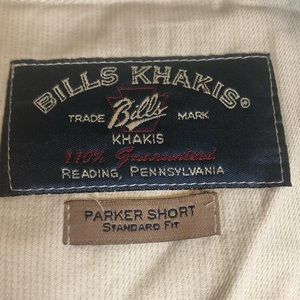 BILLS KHAKIS®
TRADE Bills MARK
KHAKIS
110% Guaranteed
READING, PENNSYLVANIA
PARKER SHORT
STANDARD FIT